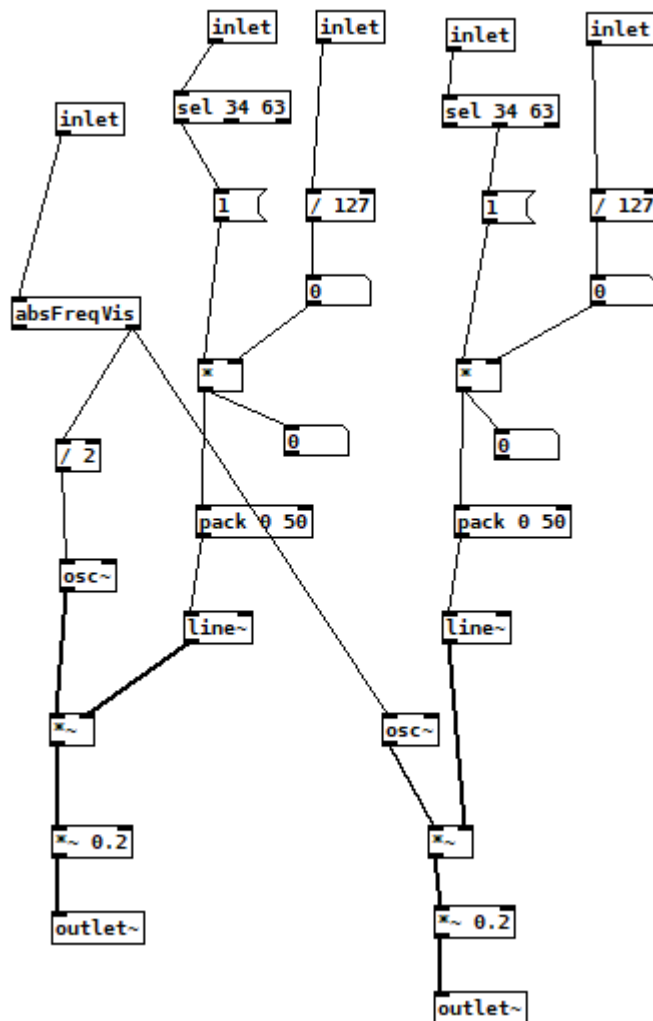 inlet
inlet
inlet
inlet
sel 34 63
sel 34 63
inlet
1
/ 127
1
/ 127
0
0
absFreqVis
*
*
0
0
/ 2
pack 0 50
pack 0 50
osc~
line~
line~
*~
osc~
*~ 0.2
*~
outlet~
*~ 0.2
outlet~